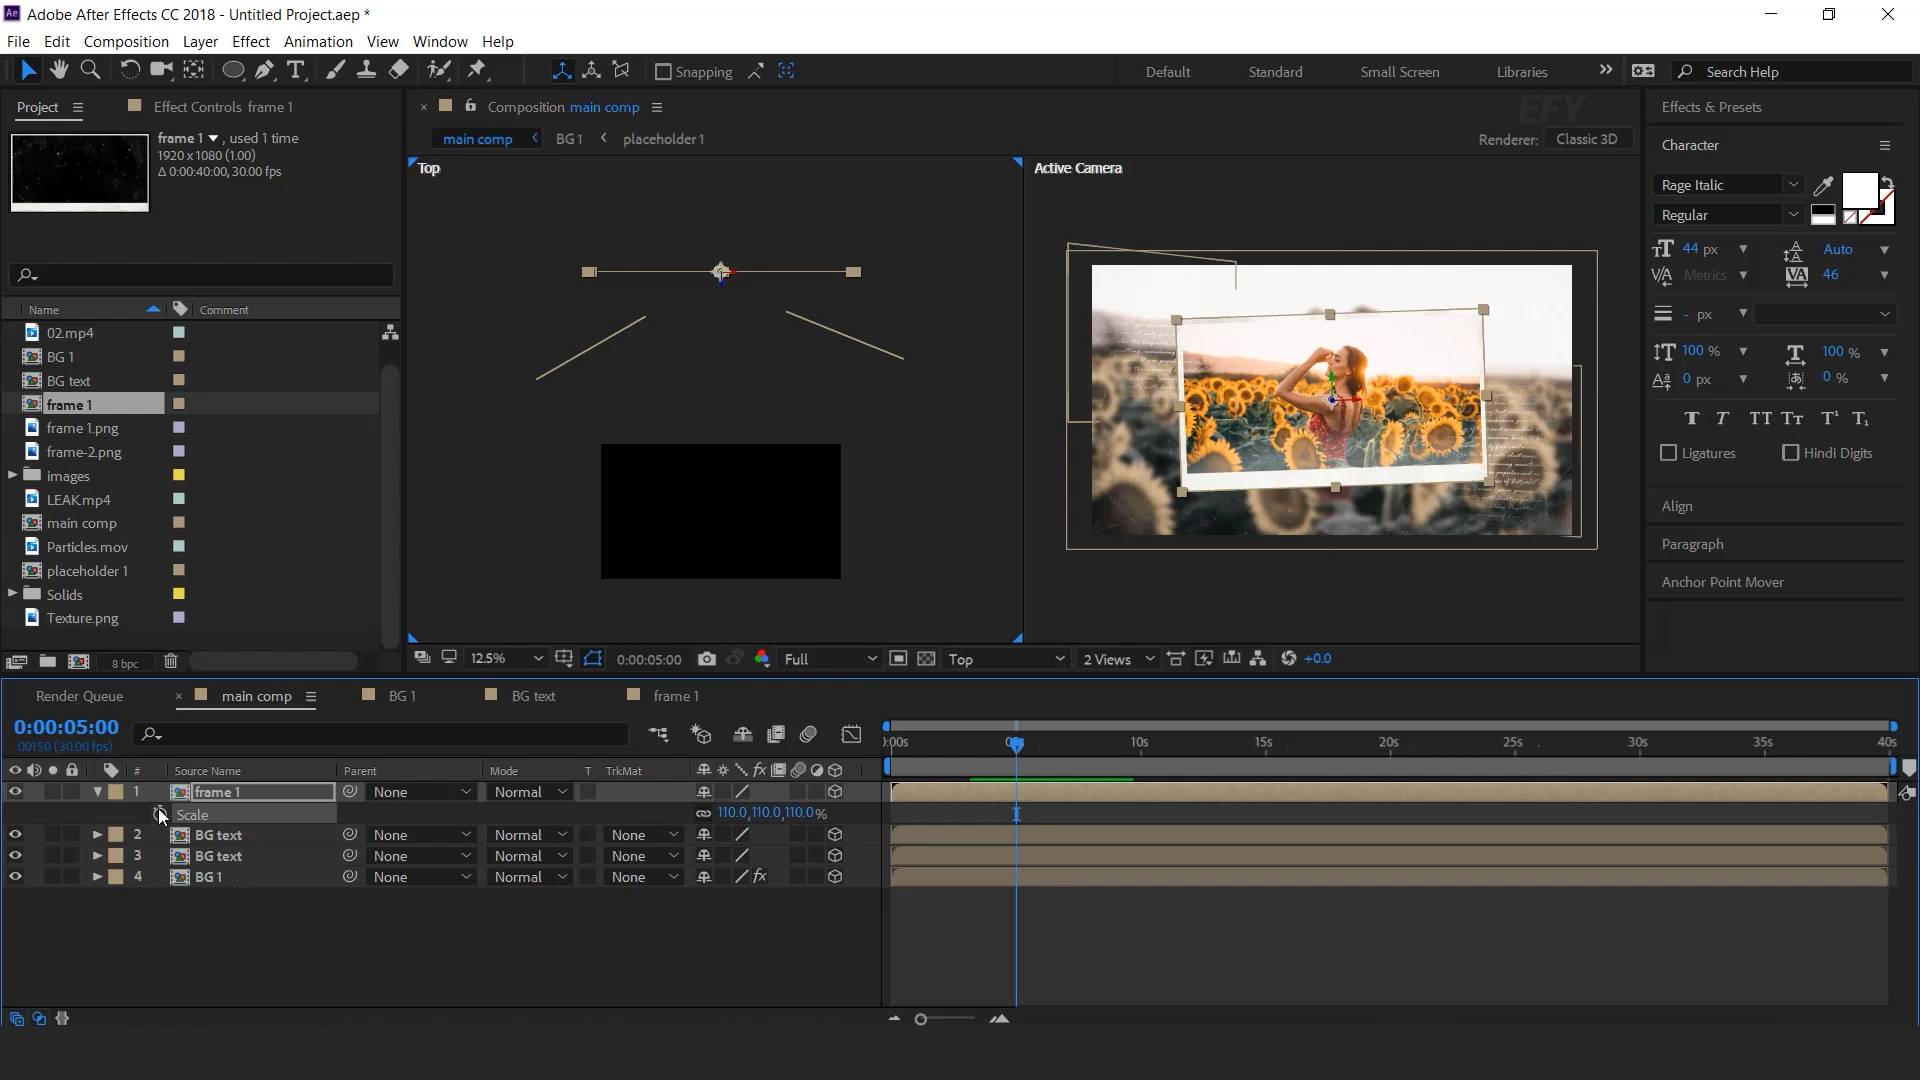 Ae Adobe After Effects CC 2018 - Untitled Project.aep *
File Edit Composition Layer Effect Animation View Window Help
Snapping
Default Standard Small Screen Libraries Search Help
Project Effect Controls frame 1
Composition main comp
EFY
Effects & Presets
frame 1 , used 1 time
1920 x 1080 (1.00)
Δ 0:00:40:00, 30.00 fps
main comp BG 1 placeholder 1
Renderer: Classic 3D
Character
Top
Active Camera
Rage Italic
Regular
44 px Auto
Metrics 46
- px
100 % 100 %
0 px 0 %
T T TT Tt T¹ T₁
Ligatures Hindi Digits
Align
Paragraph
Anchor Point Mover
Name Comment
02.mp4
BG 1
BG text
frame 1
frame 1.png
frame-2.png
images
LEAK.mp4
main comp
Particles.mov
placeholder 1
Solids
Texture.png
8 bpc
12.5% 0:00:05:00 Full Top 2 Views +0.0
Render Queue main comp BG 1 BG text frame 1
0:00:05:00
00150 (30.00 fps)
):00s 10s 15s 20s 25s 30s 35s 40s
# Source Name Parent Mode T TrkMat
1 frame 1 None Normal
Scale 110.0,110.0,110.0%
2 BG text None Normal None
3 BG text None Normal None
4 BG 1 None Normal None